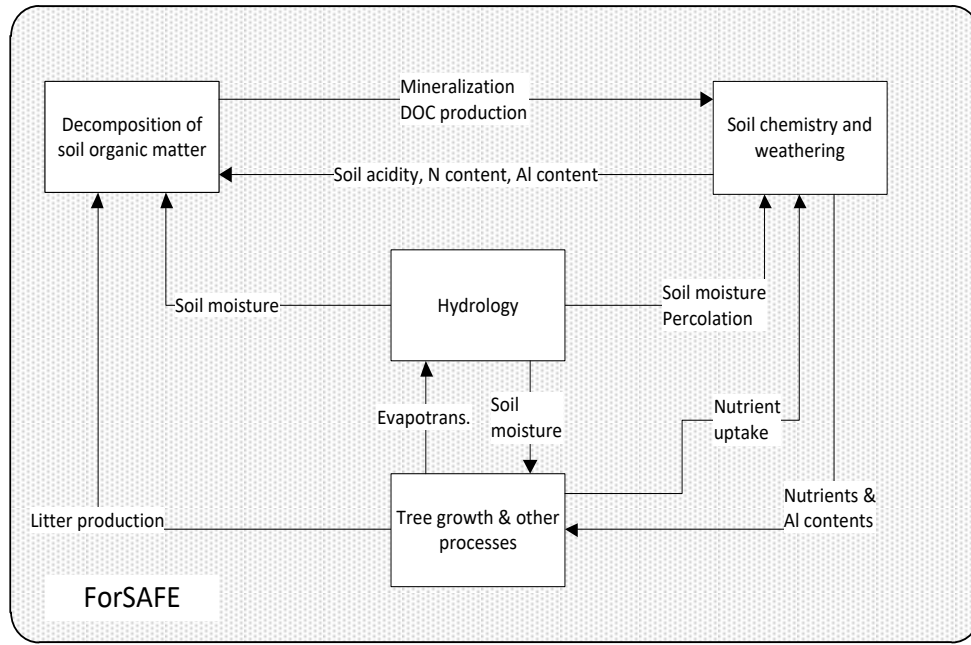 Mineralization
DOC production
Decomposition of
soil organic matter
Soil chemistry and
weathering
Soil acidity, N content, Al content
Soil moisture
Hydrology
Soil moisture
Percolation
Evapotrans.
Soil
moisture
Nutrient
uptake
Litter production
Tree growth & other
processes
Nutrients &
Al contents
ForSAFE